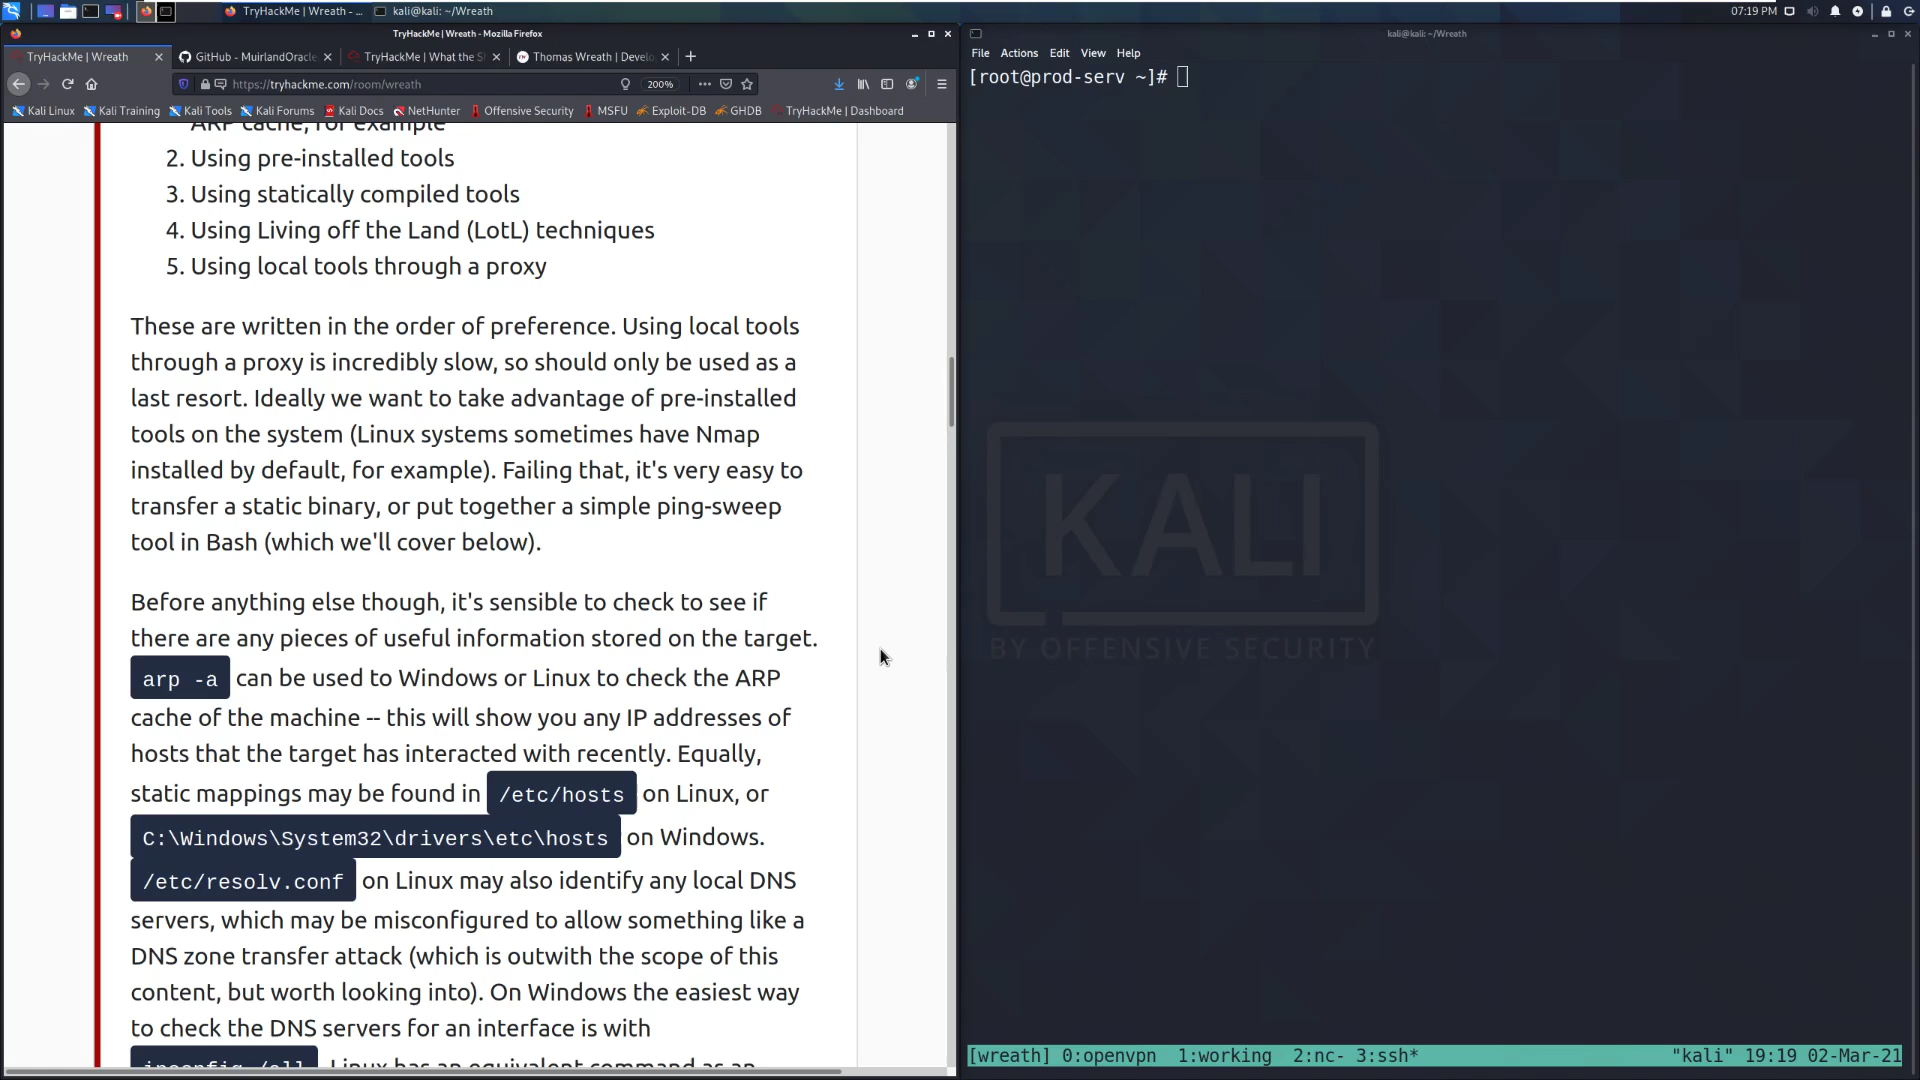 TryHackMe | Wreath - ...
kali@kali: ~/Wreath
07:19 PM
TryHackMe | Wreath - Mozilla Firefox
TryHackMe | Wreath
GitHub - MuirlandOracle
TryHackMe | What the S
Thomas Wreath | Develo
https://tryhackme.com/room/wreath
200%
Kali Linux
Kali Training
Kali Tools
Kali Forums
Kali Docs
NetHunter
Offensive Security
MSFU
Exploit-DB
GHDB
TryHackMe | Dashboard
ARP cache, for example
2. Using pre-installed tools
3. Using statically compiled tools
4. Using Living off the Land (LotL) techniques
5. Using local tools through a proxy
These are written in the order of preference. Using local tools
through a proxy is incredibly slow, so should only be used as a
last resort. Ideally we want to take advantage of pre-installed
tools on the system (Linux systems sometimes have Nmap
installed by default, for example). Failing that, it's very easy to
transfer a static binary, or put together a simple ping-sweep
tool in Bash (which we'll cover below).
Before anything else though, it's sensible to check to see if
there are any pieces of useful information stored on the target.
arp -a can be used to Windows or Linux to check the ARP
cache of the machine -- this will show you any IP addresses of
hosts that the target has interacted with recently. Equally,
static mappings may be found in /etc/hosts on Linux, or
C:\Windows\System32\drivers\etc\hosts on Windows.
/etc/resolv.conf on Linux may also identify any local DNS
servers, which may be misconfigured to allow something like a
DNS zone transfer attack (which is outwith the scope of this
content, but worth looking into). On Windows the easiest way
to check the DNS servers for an interface is with
ipconfig /all. Linux has an equivalent command as an
kali@kali: ~/Wreath
File Actions Edit View Help
[root@prod-serv ~]#
KALI
BY OFFENSIVE SECURITY
[wreath] 0:openvpn 1:working 2:nc- 3:ssh* "kali" 19:19 02-Mar-21